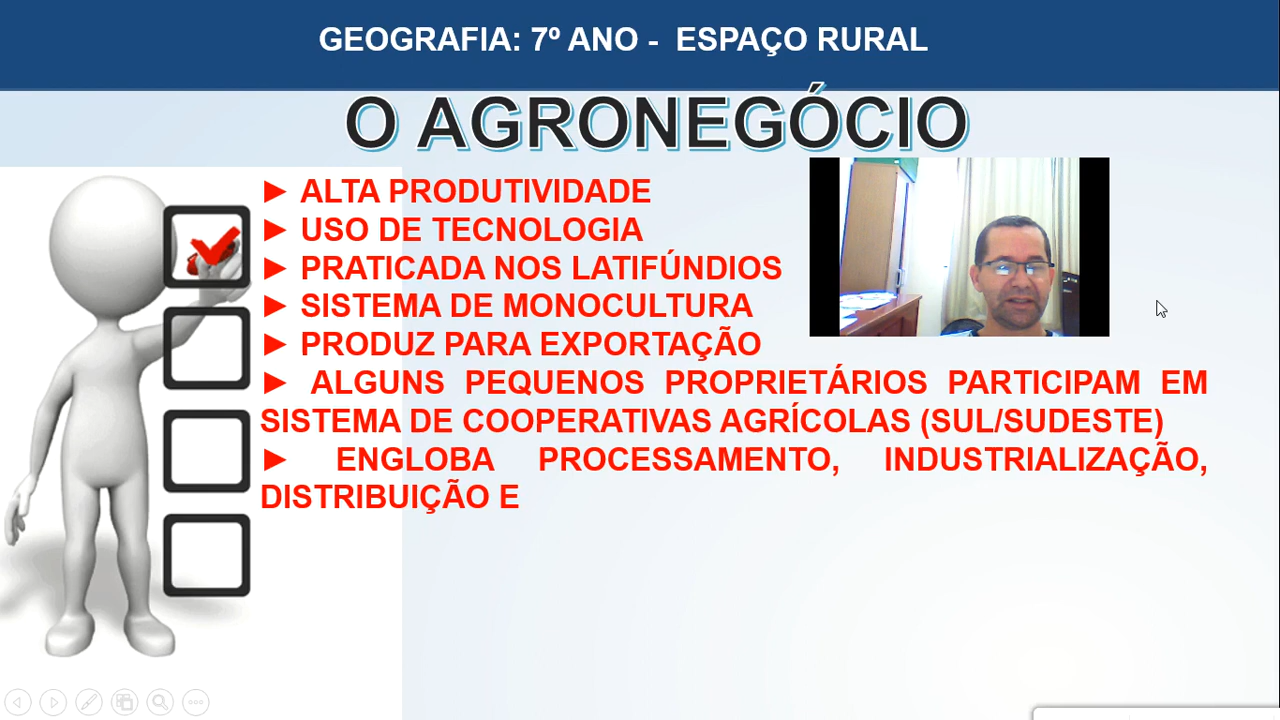 GEOGRAFIA: 7º ANO - ESPAÇO RURAL
O AGRONEGÓCIO
► ALTA PRODUTIVIDADE
► USO DE TECNOLOGIA
► PRATICADA NOS LATIFÚNDIOS
► SISTEMA DE MONOCULTURA
► PRODUZ PARA EXPORTAÇÃO
► ALGUNS PEQUENOS PROPRIETÁRIOS PARTICIPAM EM
SISTEMA DE COOPERATIVAS AGRÍCOLAS (SUL/SUDESTE)
► ENGLOBA PROCESSAMENTO, INDUSTRIALIZAÇÃO,
DISTRIBUIÇÃO E